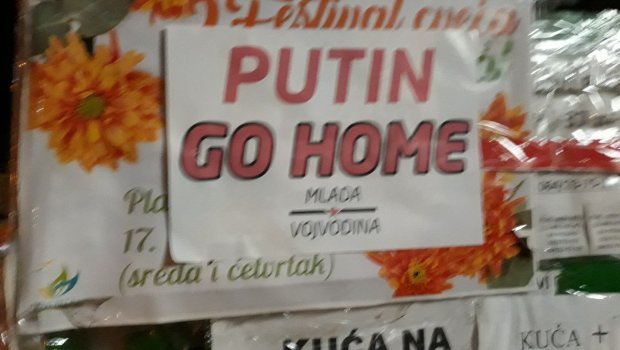 Festival cveća
PUTIN
GO HOME
MLADA
VOJVODINA
17.
(sreda i četvrtak)
KUĆA NA
KUĆA +